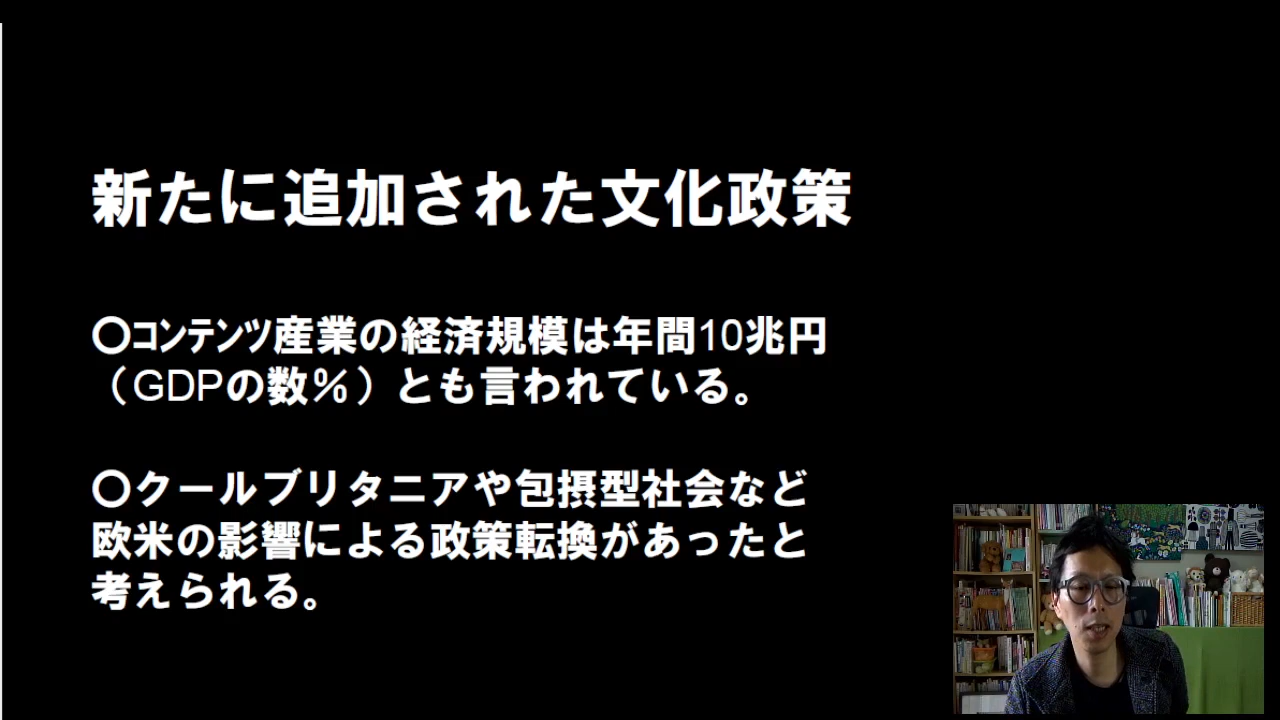 新たに追加された文化政策
〇コンテンツ産業の経済規模は年間10兆円
（GDPの数％）とも言われている。
〇クールブリタニアや包摂型社会など
欧米の影響による政策転換があったと
考えられる。